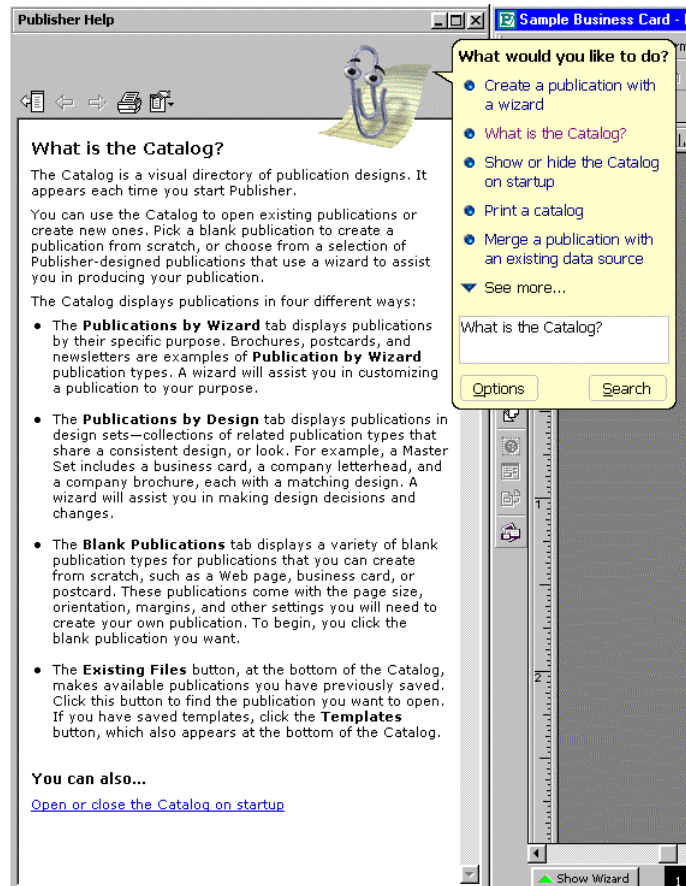 Publisher Help
Sample Business Card -
What would you like to do?
Create a publication with
a wizard
What is the Catalog?
Show or hide the Catalog
on startup
Print a catalog
Merge a publication with
an existing data source
See more...
What is the Catalog?
Options
Search
What is the Catalog?
The Catalog is a visual directory of publication designs. It
appears each time you start Publisher.
You can use the Catalog to open existing publications or
create new ones. Pick a blank publication to create a
publication from scratch, or choose from a selection of
Publisher-designed publications that use a wizard to assist
you in producing your publication.
The Catalog displays publications in four different ways:
• The Publications by Wizard tab displays publications
by their specific purpose. Brochures, postcards, and
newsletters are examples of Publication by Wizard
publication types. A wizard will assist you in customizing
a publication to your purpose.
• The Publications by Design tab displays publications in
design sets—collections of related publication types that
share a consistent design, or look. For example, a Master
Set includes a business card, a company letterhead, and
a company brochure, each with a matching design. A
wizard will assist you in making design decisions and
changes.
• The Blank Publications tab displays a variety of blank
publication types for publications that you can create
from scratch, such as a Web page, business card, or
postcard. These publications come with the page size,
orientation, margins, and other settings you will need to
create your own publication. To begin, you click the
blank publication you want.
• The Existing Files button, at the bottom of the Catalog,
makes available publications you have previously saved.
Click this button to find the publication you want to open.
If you have saved templates, click the Templates
button, which also appears at the bottom of the Catalog.
You can also...
Open or close the Catalog on startup
1
2
Show Wizard
1